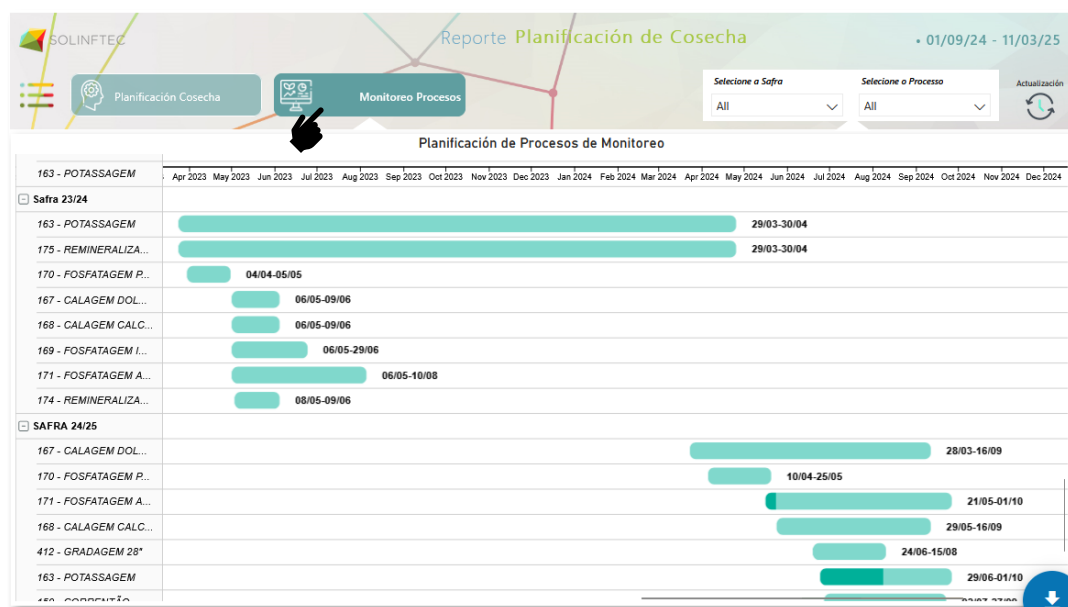 SOLINFTEC
Reporte Planificación de Cosecha
• 01/09/24 - 11/03/25
Planificación Cosecha
Monitoreo Procesos
Selecione a Safra
All
Selecione o Processo
All
Actualización
Planificación de Procesos de Monitoreo
163 - POTASSAGEM
Apr 2023 May 2023 Jun 2023 Jul 2023 Aug 2023 Sep 2023 Oct 2023 Nov 2023 Dec 2023 Jan 2024 Feb 2024 Mar 2024 Apr 2024 May 2024 Jun 2024 Jul 2024 Aug 2024 Sep 2024 Oct 2024 Nov 2024 Dec 2024
Safra 23/24
163 - POTASSAGEM 29/03-30/04
175 - REMINERALIZA... 29/03-30/04
170 - FOSFATAGEM P... 04/04-05/05
167 - CALAGEM DOL... 06/05-09/06
168 - CALAGEM CALC... 06/05-09/06
169 - FOSFATAGEM I... 06/05-29/06
171 - FOSFATAGEM A... 06/05-10/08
174 - REMINERALIZA... 08/05-09/06
SAFRA 24/25
167 - CALAGEM DOL... 28/03-16/09
170 - FOSFATAGEM P... 10/04-25/05
171 - FOSFATAGEM A... 21/05-01/10
168 - CALAGEM CALC... 29/05-16/09
412 - GRADAGEM 28" 24/06-15/08
163 - POTASSAGEM 29/06-01/10